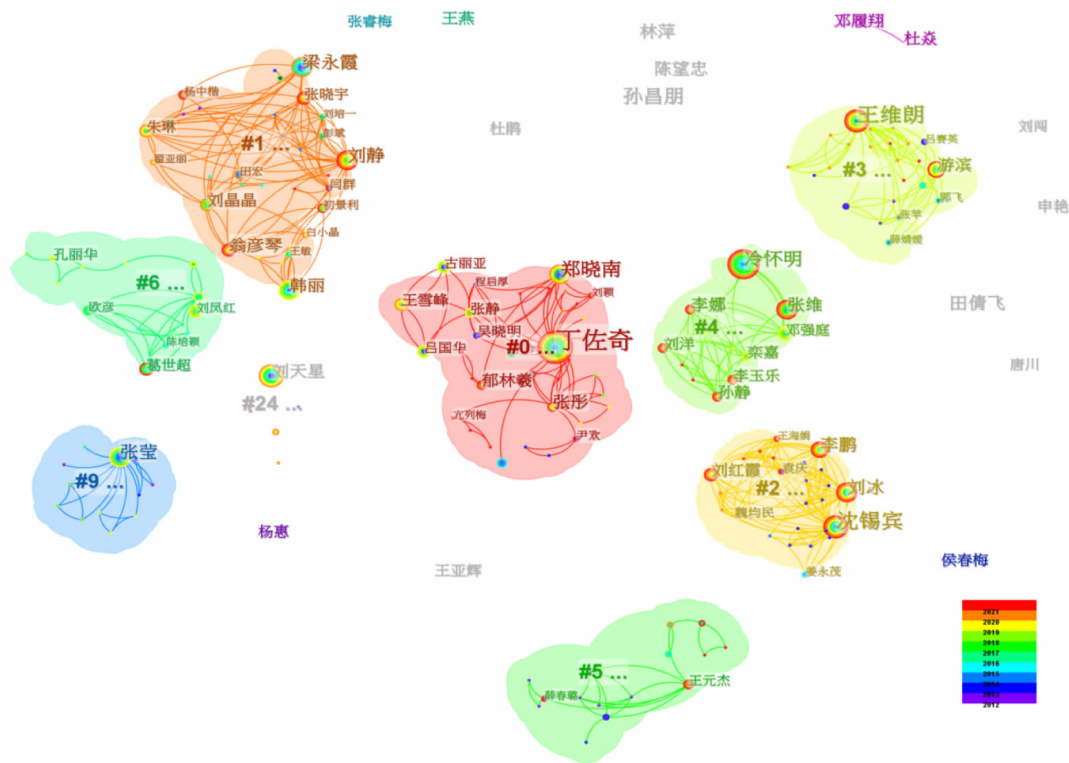 张睿梅
王燕
林萍
邓履翔
杜焱
梁永霞
陈望忠
孙昌朋
杨中楷
张晓宇
刘培一
彭斌
朱琳
#1 ...
翟亚丽
刘静
田宏
闫群
刘晶晶
初景利
白小晶
翁彦琴
王敏
韩丽
杜鹃
王维朗
吕赛英
刘闯
#3 ...
游滨
郭飞
张苹
薛婧媛
申艳
孔丽华
#6 ...
欧彦
刘凤红
陈培颖
葛世超
古丽亚
程启厚
郑晓南
刘颖
王雪峰
张静
吴晓明
吕国华
#0 ...
丁佐奇
郁林羲
张彤
亢列梅
尹欢
冷怀明
李娜
张维
#4 ...
邓强庭
刘洋
栾嘉
李玉乐
孙静
田倩飞
唐川
刘天星
#24 ...
张莹
#9 ...
王海娟
李鹏
刘红霞
袁庆
#2 ...
刘冰
魏均民
沈锡宾
姜永茂
杨惠
王亚辉
侯春梅
#5 ...
薛春璐
王元杰
2021
2020
2019
2018
2017
2016
2015
2014
2013
2012